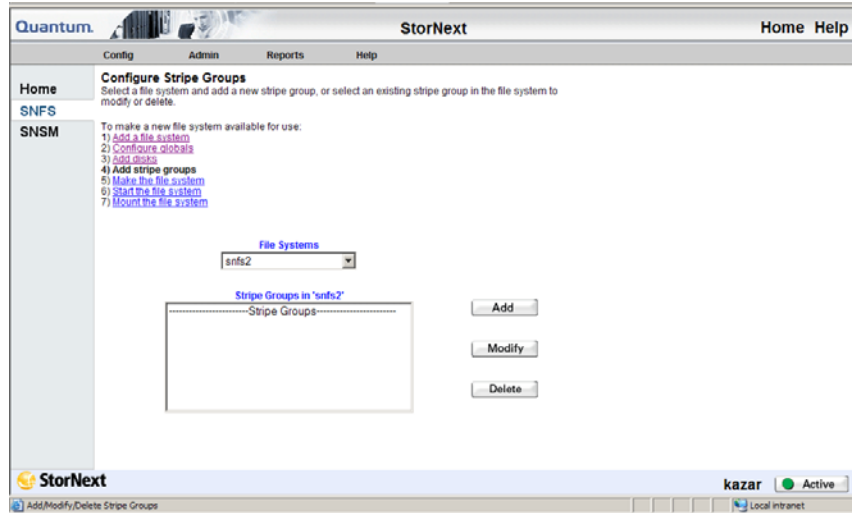 Quantum. StorNext Home Help
Config Admin Reports Help
Home
SNFS
SNSM
Configure Stripe Groups
Select a file system and add a new stripe group, or select an existing stripe group in the file system to
modify or delete.
To make a new file system available for use:
1) Add a file system
2) Configure globals
3) Add disks
4) Add stripe groups
5) Make the file system
6) Start the file system
7) Mount the file system
File Systems
snfs2
Stripe Groups in 'snfs2'
------------------------Stripe Groups------------------------
Add
Modify
Delete
StorNext kazar Active
Add/Modify/Delete Stripe Groups Local intranet